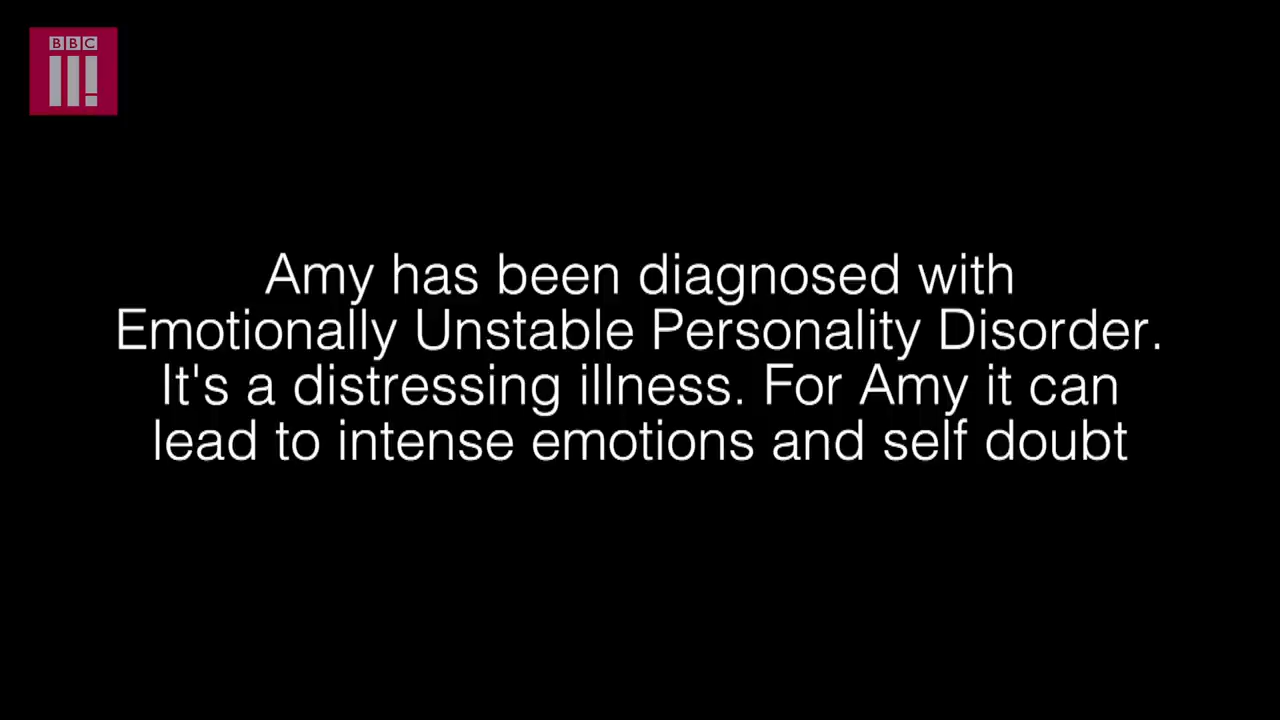 BBC
Amy has been diagnosed with
Emotionally Unstable Personality Disorder.
It's a distressing illness. For Amy it can
lead to intense emotions and self doubt